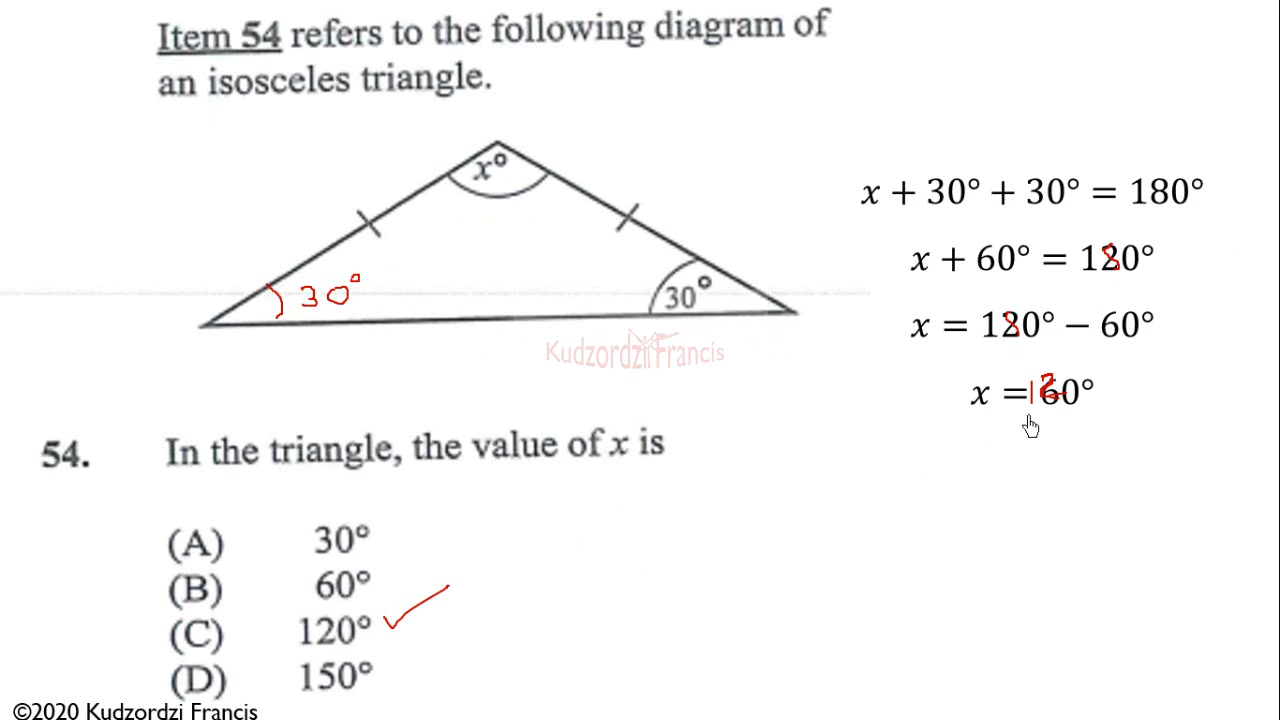 Item 54 refers to the following diagram of
an isosceles triangle.
x°
30°
30°
x + 30° + 30° = 180°
x + 60° = 180°
x = 180° − 60°
x = 120°
Kudzordzi Francis
54. In the triangle, the value of x is
(A) 30°
(B) 60°
(C) 120° ✓
(D) 150°
©2020 Kudzordzi Francis